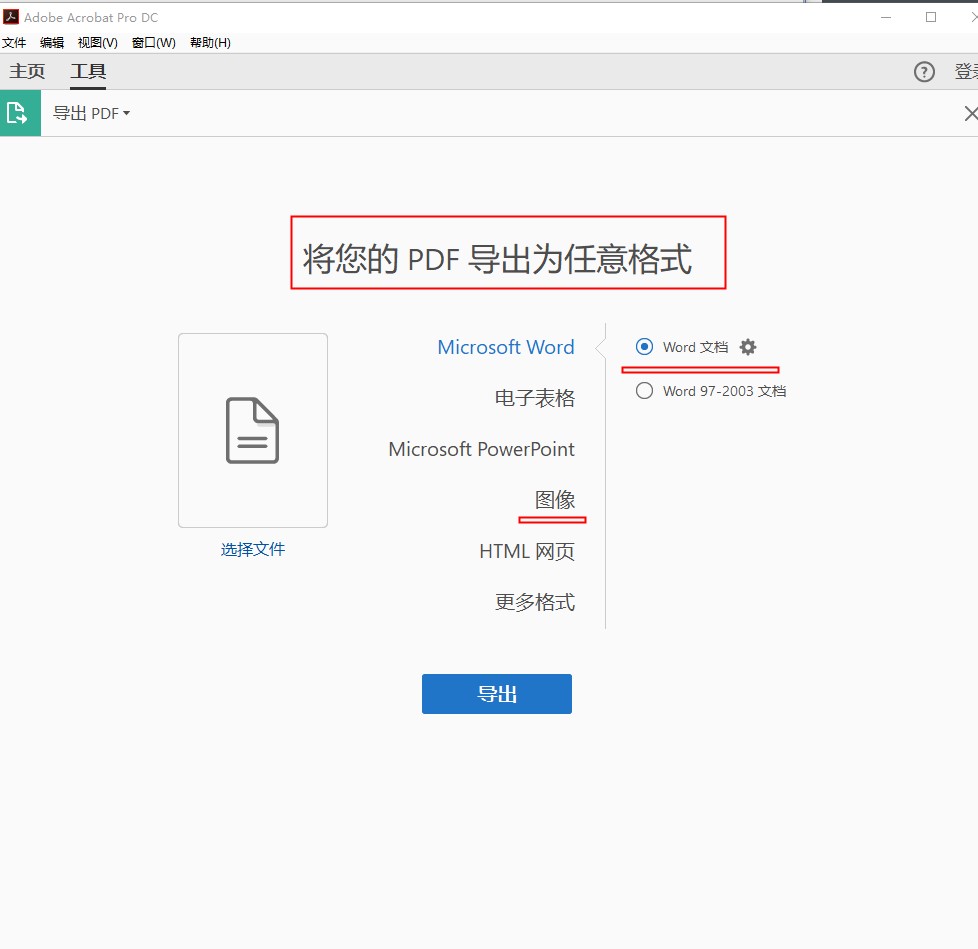 Adobe Acrobat Pro DC
文件 编辑 视图(V) 窗口(W) 帮助(H)
主页 工具 ? 登
导出 PDF
将您的 PDF 导出为任意格式
Microsoft Word
Word 文档
Word 97-2003 文档
电子表格
Microsoft PowerPoint
图像
HTML 网页
更多格式
选择文件
导出